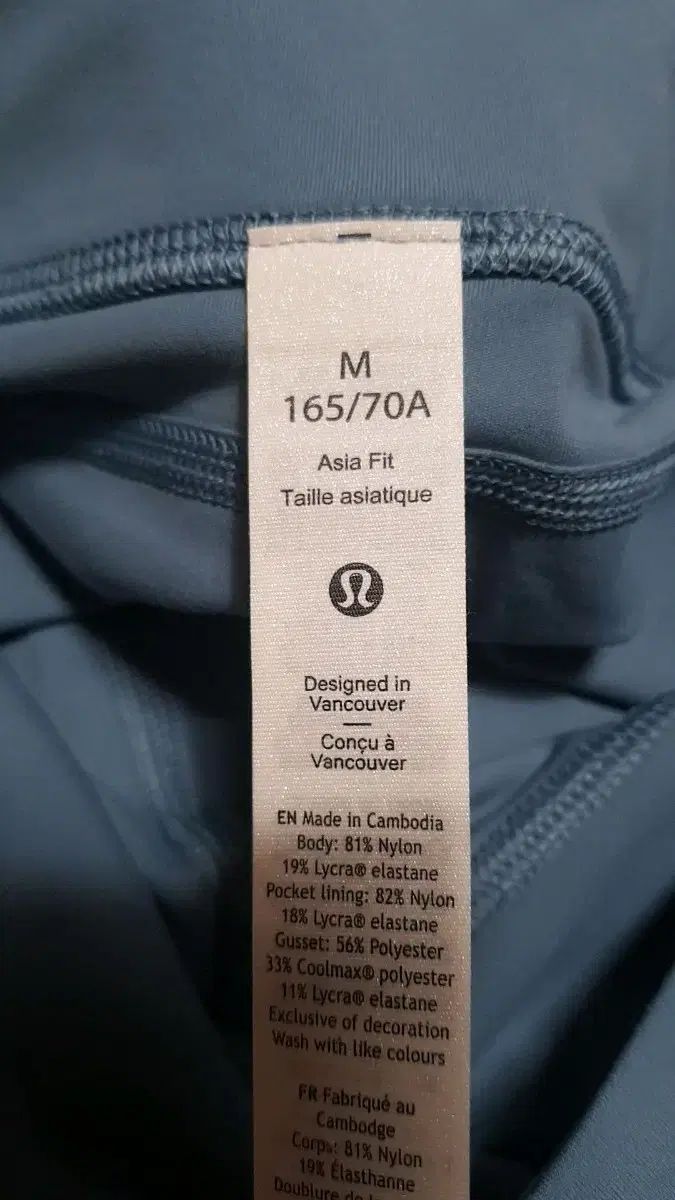 M
165/70A
Asia Fit
Taille asiatique
Designed in
Vancouver
Conçu à
Vancouver
EN Made in Cambodia
Body: 81% Nylon
19% Lycra® elastane
Pocket lining: 82% Nylon
18% Lycra® elastane
Gusset: 56% Polyester
33% Coolmax® polyester
11% Lycra® elastane
Exclusive of decoration
Wash with like colours
FR Fabriqué au
Cambodge
Corps: 81% Nylon
19% Élasthanne
Doublure de